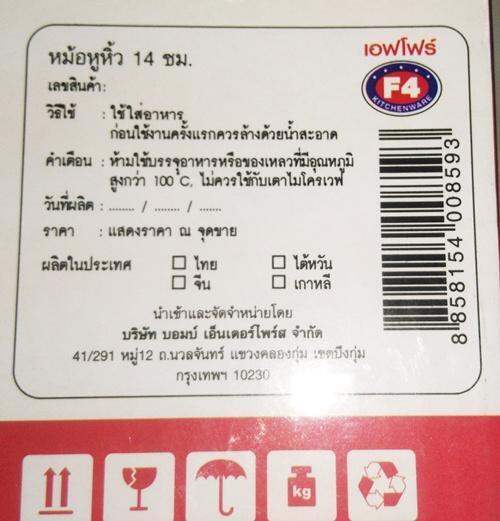 หม้อหูหิ้ว 14 ซม.
เอฟโฟร์
F4
KITCHENWARE
เลขสินค้า:
วิธีใช้ : ใช้ใส่อาหาร
ก่อนใช้งานครั้งแรกควรล้างด้วยน้ำสะอาด
คำเตือน : ห้ามใช้บรรจุอาหารหรือของเหลวที่มีอุณหภูมิ
สูงกว่า 100 ํC, ไม่ควรใช้กับเตาไมโครเวฟ
วันที่ผลิต : ........ / ........ / .......
ราคา : แสดงราคา ณ จุดขาย
ผลิตในประเทศ ☐ ไทย ☐ ไต้หวัน
☐ จีน ☐ เกาหลี
นำเข้าและจัดจำหน่ายโดย
บริษัท บอมบ์ เอ็นเตอร์ไพร์ส จำกัด
41/291 หมู่12 ถ.นวลจันทร์ แขวงคลองกุ่ม เขตบึงกุ่ม
กรุงเทพฯ 10230
8 858154 008593
kg